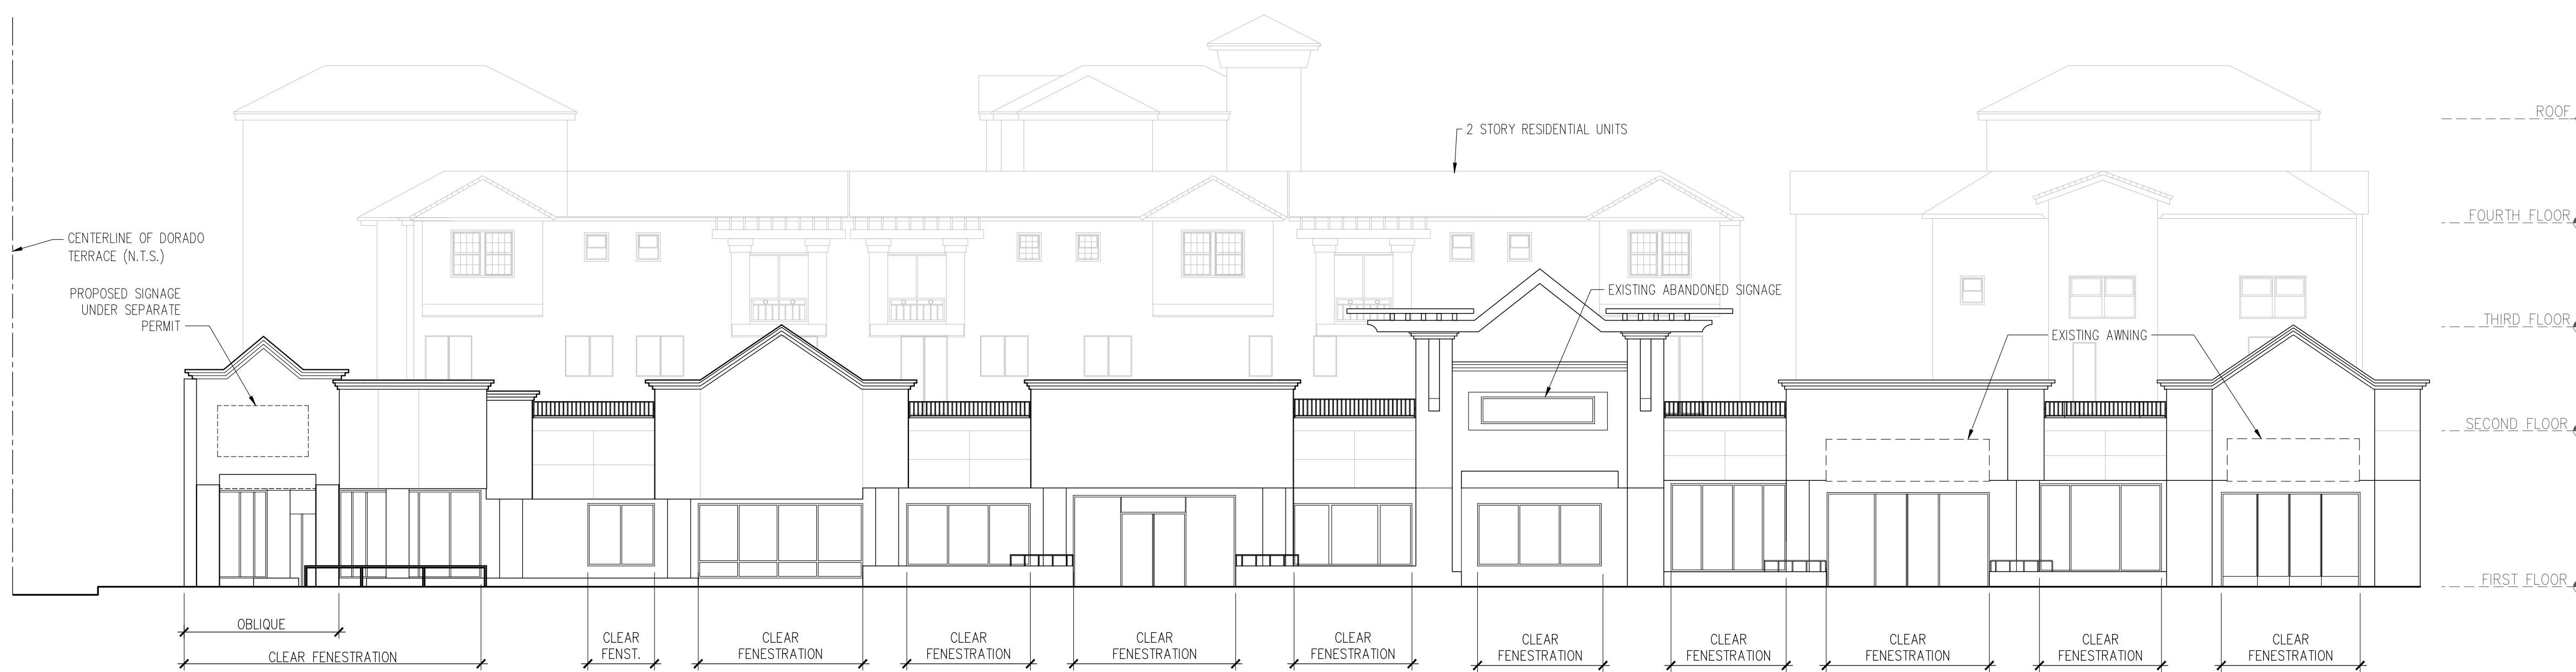 ROOF
2 STORY RESIDENTIAL UNITS
FOURTH FLOOR
CENTERLINE OF DORADO
TERRACE (N.T.S.)
PROPOSED SIGNAGE
UNDER SEPARATE
PERMIT
EXISTING ABANDONED SIGNAGE
THIRD FLOOR
EXISTING AWNING
SECOND FLOOR
FIRST FLOOR
OBLIQUE
CLEAR FENESTRATION
CLEAR
FENST.
CLEAR
FENESTRATION
CLEAR
FENESTRATION
CLEAR
FENESTRATION
CLEAR
FENESTRATION
CLEAR
FENESTRATION
CLEAR
FENESTRATION
CLEAR
FENESTRATION
CLEAR
FENESTRATION
CLEAR
FENESTRATION